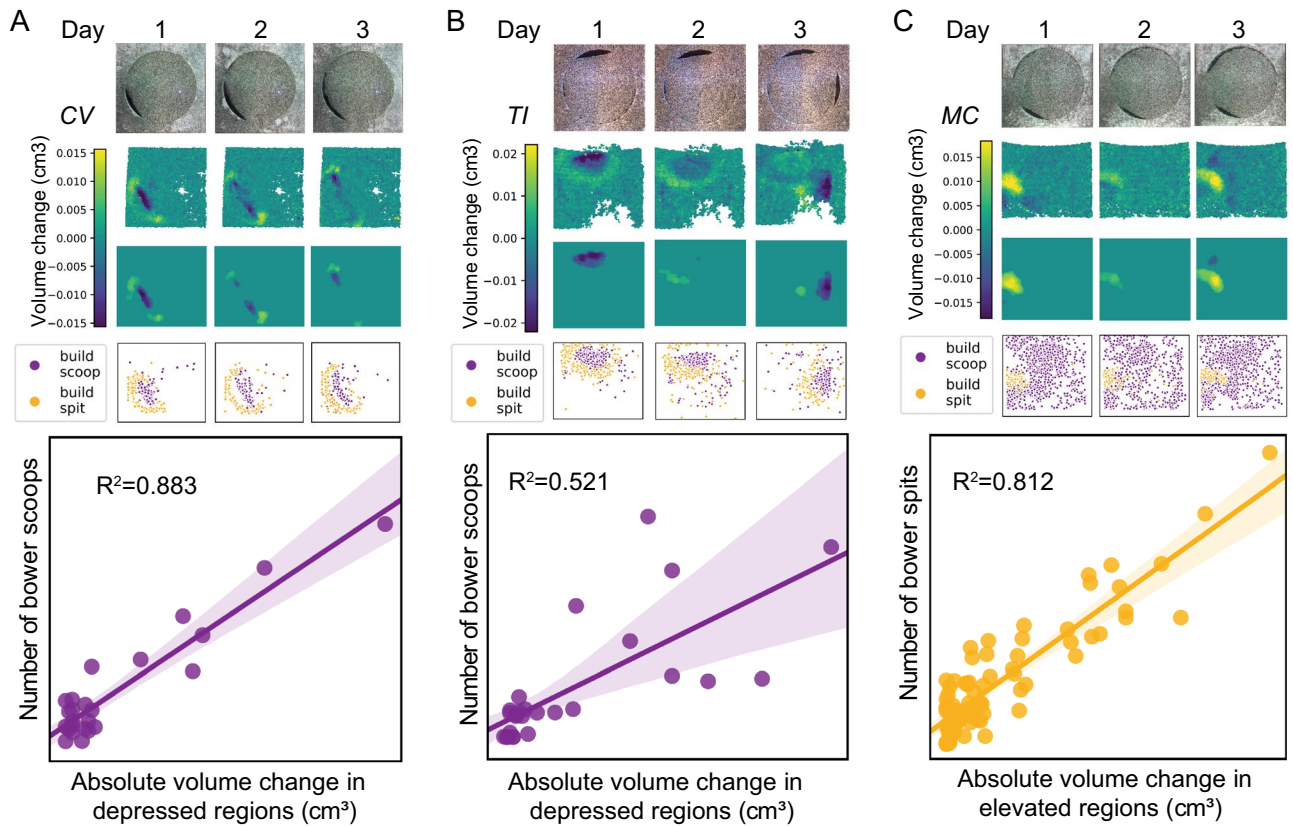 A
Day
1
2
3
CV
Volume change (cm3)
0.015
0.010
0.005
0.000
−0.005
−0.010
−0.015
build
scoop
build
spit
R²=0.883
Number of bower scoops
Absolute volume change in
depressed regions (cm³)
B
Day
1
2
3
TI
Volume change (cm3)
0.02
0.01
0.00
−0.01
−0.02
build
scoop
build
spit
R²=0.521
Number of bower scoops
Absolute volume change in
depressed regions (cm³)
C
Day
1
2
3
MC
Volume change (cm3)
0.015
0.010
0.005
0.000
−0.005
−0.010
−0.015
build
scoop
build
spit
R²=0.812
Number of bower spits
Absolute volume change in
elevated regions (cm³)